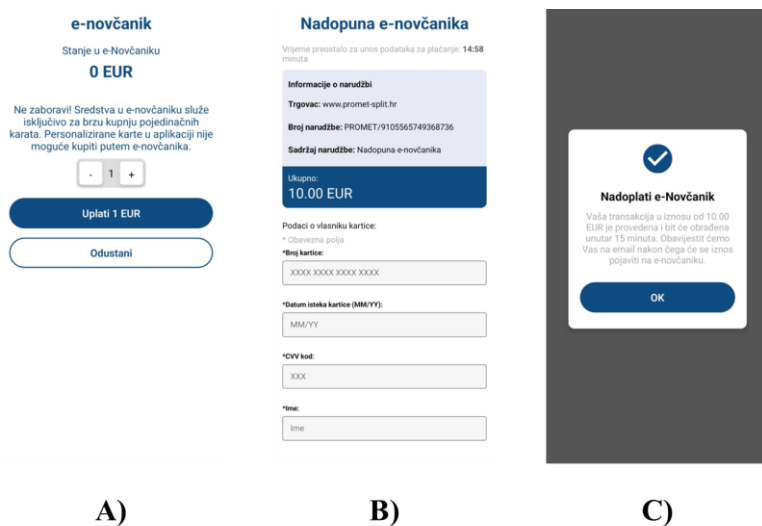 e-novčanik
Stanje u e-Novčaniku
0 EUR
Ne zaboravi! Sredstva u e-novčaniku služe
isključivo za brzu kupnju pojedinačnih
karata. Personalizirane karte u aplikaciji nije
moguće kupiti putem e-novčanika.
- 1 +
Uplati 1 EUR
Odustani
A)
Nadopuna e-novčanika
Vrijeme preostalo za unos podataka za plaćanje: 14:58
minuta
Informacije o narudžbi
Trgovac: www.promet-split.hr
Broj narudžbe: PROMET/9105565749368736
Sadržaj narudžbe: Nadopuna e-novčanika
Ukupno:
10.00 EUR
Podaci o vlasniku kartice:
* Obavezna polja
*Broj kartice:
XXXX XXXX XXXX XXXX
*Datum isteka kartice (MM/YY):
MM/YY
*CVV kod:
XXX
*Ime:
Ime
B)
Nadoplati e-Novčanik
Vaša transakcija u iznosu od 10.00
EUR je provedena i bit će obrađena
unutar 15 minuta. Obavijestit ćemo
Vas na email nakon čega će se iznos
pojaviti na e-novčaniku.
OK
C)